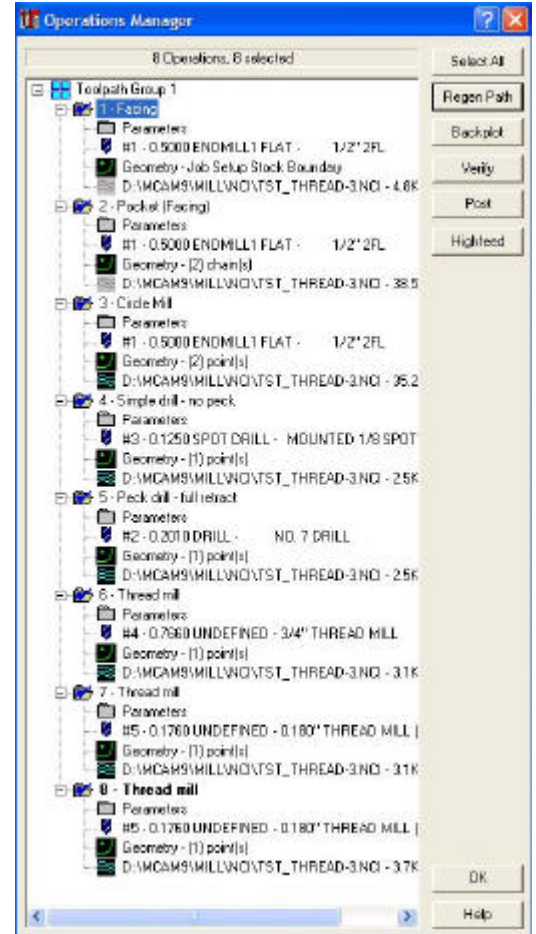 Operations Manager
8 Operations, 8 selected
Select All
Toolpath Group 1
Regen Path
1 - Facing
Parameters
Backplot
#1 - 0.5000 ENDMILL1 FLAT - 1/2" 2FL
Geometry - Job Setup Stock Boundary
Verify
D:\MCAM9\MILL\NCI\TST_THREAD-3.NCI - 4.8K
2 - Pocket (Facing)
Post
Parameters
#1 - 0.5000 ENDMILL1 FLAT - 1/2" 2FL
Highfeed
Geometry - (2) chain(s)
D:\MCAM9\MILL\NCI\TST_THREAD-3.NCI - 38.5
3 - Circle Mill
Parameters
#1 - 0.5000 ENDMILL1 FLAT - 1/2" 2FL
Geometry - (2) point(s)
D:\MCAM9\MILL\NCI\TST_THREAD-3.NCI - 35.2
4 - Simple drill - no peck
Parameters
#3 - 0.1250 SPOT DRILL - MOUNTED 1/8 SPOT
Geometry - (1) point(s)
D:\MCAM9\MILL\NCI\TST_THREAD-3.NCI - 2.5K
5 - Peck drill - full retract
Parameters
#2 - 0.2010 DRILL - NO. 7 DRILL
Geometry - (1) point(s)
D:\MCAM9\MILL\NCI\TST_THREAD-3.NCI - 2.5K
6 - Thread mill
Parameters
#4 - 0.7660 UNDEFINED - 3/4" THREAD MILL
Geometry - (1) point(s)
D:\MCAM9\MILL\NCI\TST_THREAD-3.NCI - 3.1K
7 - Thread mill
Parameters
#5 - 0.1760 UNDEFINED - 0.180" THREAD MILL (
Geometry - (1) point(s)
D:\MCAM9\MILL\NCI\TST_THREAD-3.NCI - 3.1K
8 - Thread mill
Parameters
#5 - 0.1760 UNDEFINED - 0.180" THREAD MILL (
Geometry - (1) point(s)
D:\MCAM9\MILL\NCI\TST_THREAD-3.NCI - 3.7K
OK
Help